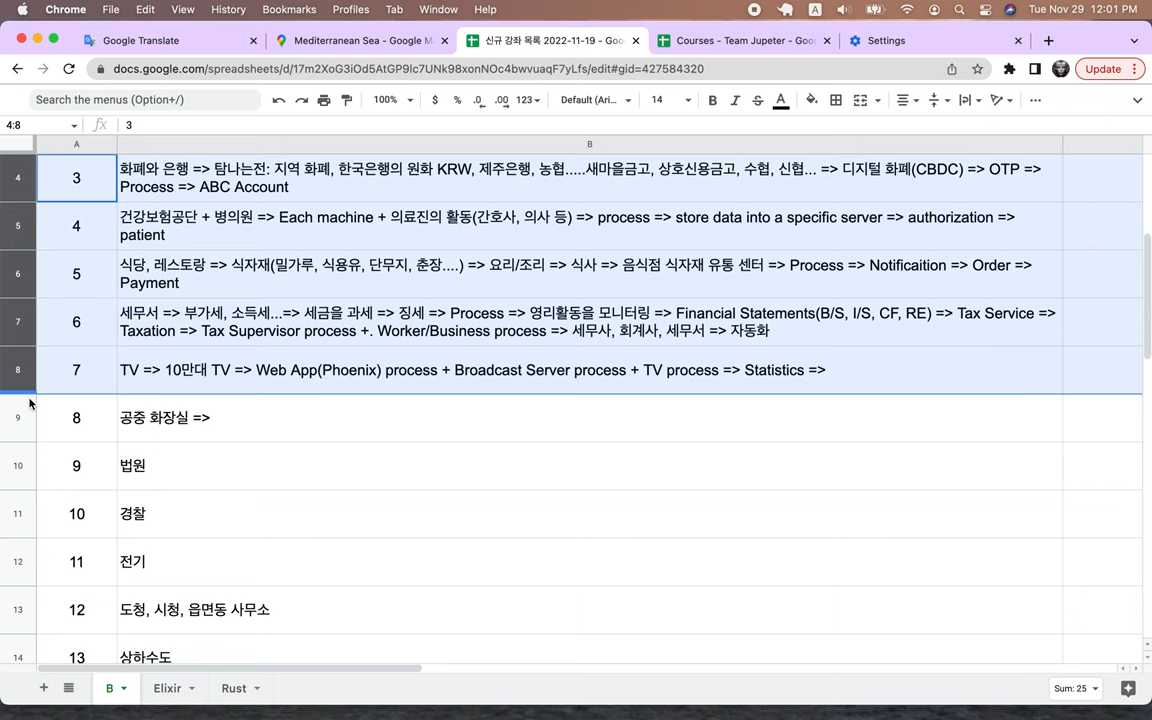 Chrome File Edit View History Bookmarks Profiles Tab Window Help A Tue Nov 29 12:01 PM
Google Translate Mediterranean Sea - Google M 신규 강좌 목록 2022-11-19 - Goo Courses - Team Jupeter - Goo Settings
docs.google.com/spreadsheets/d/17m2XoG3iOd5AtGP9lc7UNk98xonNOc4bwvuaqF7yLfs/edit#gid=427584320 Update
Search the menus (Option+/) 100% $ % .0 .00 123 Default (Ari... 14 B I S A
4:8 fx 3
A B
4 3 화폐와 은행 => 탐나는전: 지역 화폐, 한국은행의 원화 KRW, 제주은행, 농협.....새마을금고, 상호신용금고, 수협, 신협... => 디지털 화폐(CBDC) => OTP =>
Process => ABC Account
5 4 건강보험공단 + 병의원 => Each machine + 의료진의 활동(간호사, 의사 등) => process => store data into a specific server => authorization =>
patient
6 5 식당, 레스토랑 => 식자재(밀가루, 식용유, 단무지, 춘장....) => 요리/조리 => 식사 => 음식점 식자재 유통 센터 => Process => Notificaition => Order =>
Payment
7 6 세무서 => 부가세, 소득세...=> 세금을 과세 => 징세 => Process => 영리활동을 모니터링 => Financial Statements(B/S, I/S, CF, RE) => Tax Service =>
Taxation => Tax Supervisor process +. Worker/Business process => 세무사, 회계사, 세무서 => 자동화
8 7 TV => 10만대 TV => Web App(Phoenix) process + Broadcast Server process + TV process => Statistics =>
9 8 공중 화장실 =>
10 9 법원
11 10 경찰
12 11 전기
13 12 도청, 시청, 읍면동 사무소
14 13 상하수도
B Elixir Rust Sum: 25